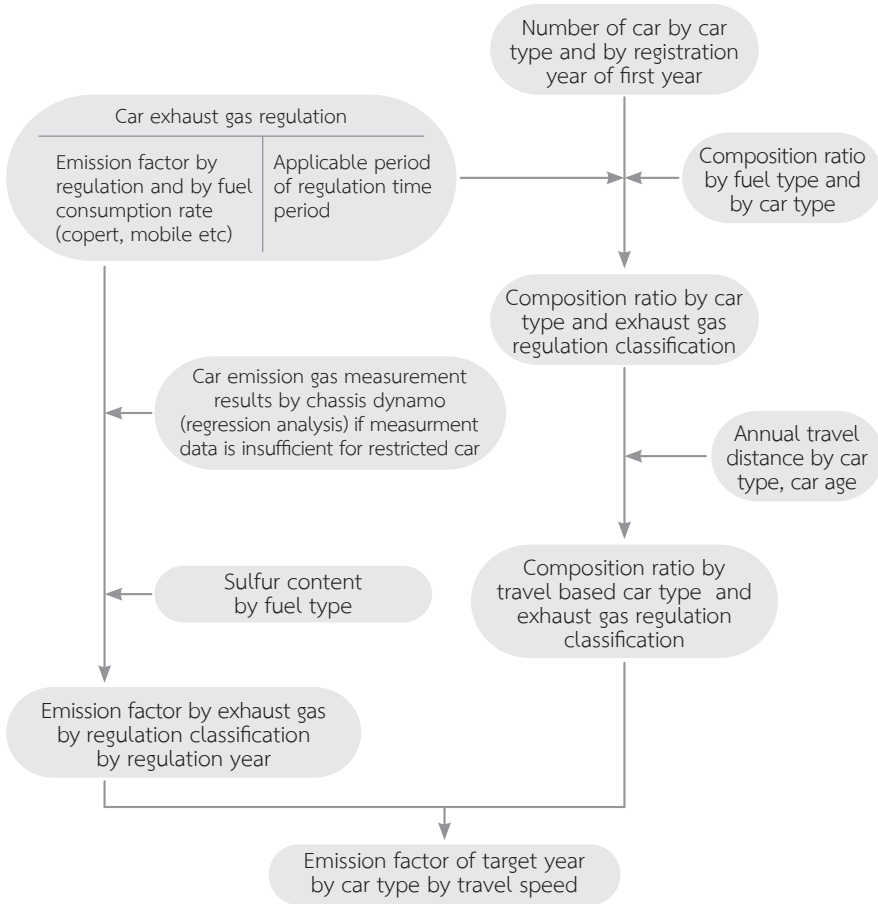 Number of car by car
type and by registration
year of first year
Car exhaust gas regulation
Emission factor by
regulation and by fuel
consumption rate
(copert, mobile etc)
Applicable period
of regulation time
period
Composition ratio
by fuel type and
by car type
Composition ratio by car
type and exhaust gas
regulation classification
Car emission gas measurement
results by chassis dynamo
(regression analysis) if measurment
data is insufficient for restricted car
Annual travel
distance by car
type, car age
Sulfur content
by fuel type
Composition ratio by
travel based car type and
exhaust gas regulation
classification
Emission factor by exhaust gas
by regulation classification
by regulation year
Emission factor of target year
by car type by travel speed